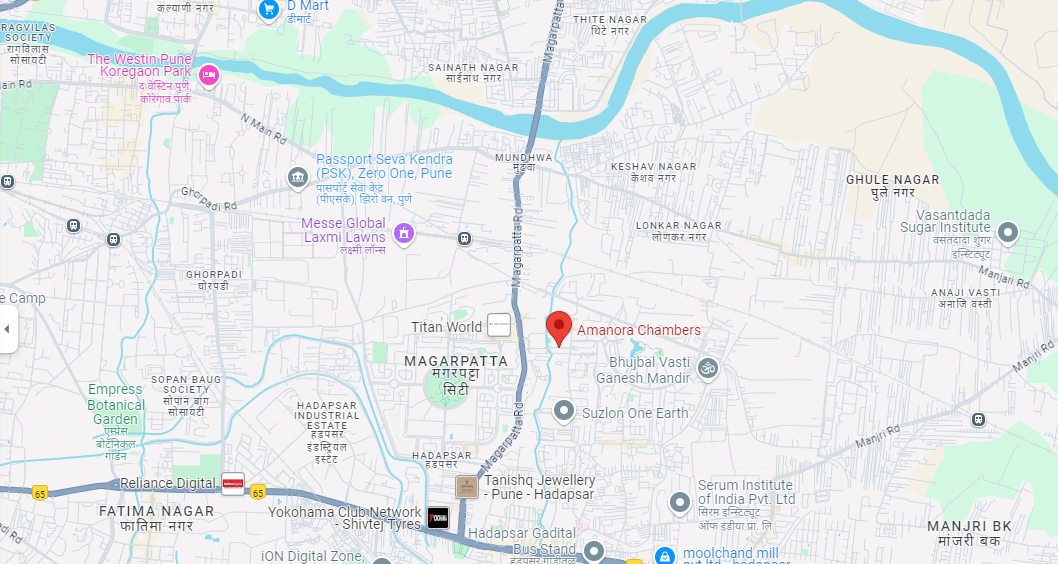 कल्याणी नगर
D Mart
डीमार्ट
Magarpatta
THITE NAGAR
थिटे नगर
RAGVILAS
SOCIETY
रागविलास
सोसायटी
The Westin Pune
Koregaon Park
द वेस्टिन पुणे,
कोरेगाव पार्क
SAINATH NAGAR
साईनाथ नगर
ain Rd
N Main Rd
MUNDHWA
मुंढवा
Passport Seva Kendra
(PSK), Zero One, Pune
पासपोर्ट सेवा केंद्र
(पीएसके), झिरो वन, पुणे
KESHAV NAGAR
केशव नगर
GHULE NAGAR
घुले नगर
Ghorpadi Rd
Magarpatta Rd
Messe Global
Laxmi Lawns
लक्ष्मी लॉन्स
LONKAR NAGAR
लोणकर नगर
Vasantdada
Sugar Institute
वसंतदादा शुगर
इन्स्टिट्यूट
GHORPADI
घोरपडी
Manjari Rd
ANAJI VASTI
अनाजि वस्ती
e Camp
Titan World
Amanora Chambers
MAGARPATTA
मगरपट्टा
सिटी
Bhujbal Vasti
Ganesh Mandir
Manjri Rd
SOPAN BAUG
SOCIETY
सोपान बाग
सोसायटी
Empress
Botanical
Garden
एम्प्रेस
बोटॅनिकल
गार्डन
HADAPSAR
INDUSTRIAL
ESTATE
हडपसर
इंडस्ट्रियल
इस्टेट
Suzlon One Earth
Magarpatta Rd
Manjri Rd
HADAPSAR
हडपसर
Reliance Digital
65
65
Tanishq Jewellery
- Pune - Hadapsar
Serum Institute
of India Pvt. Ltd
सिरम इन्स्टिट्यूट
ऑफ इंडीया प्रा. लि
FATIMA NAGAR
फातिमा नगर
Yokohama Club Network
- Shivtej Tyres
MANJRI BK
मांजरी बक
Hadapsar Gadital
Bus Stand
हडपसर गाडीतळ
iON Digital Zone,
moolchand mill
pvt ltd - hadapsar